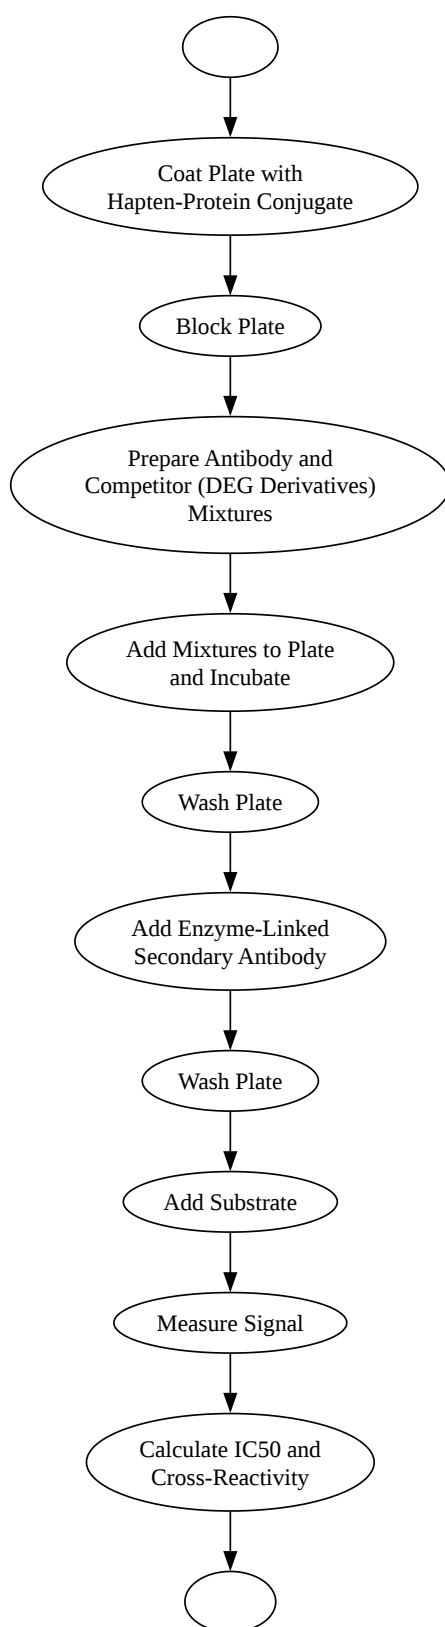 Coat Plate with
Hapten-Protein Conjugate
Block Plate
Prepare Antibody and
Competitor (DEG Derivatives)
Mixtures
Add Mixtures to Plate
and Incubate
Wash Plate
Add Enzyme-Linked
Secondary Antibody
Wash Plate
Add Substrate
Measure Signal
Calculate IC50 and
Cross-Reactivity